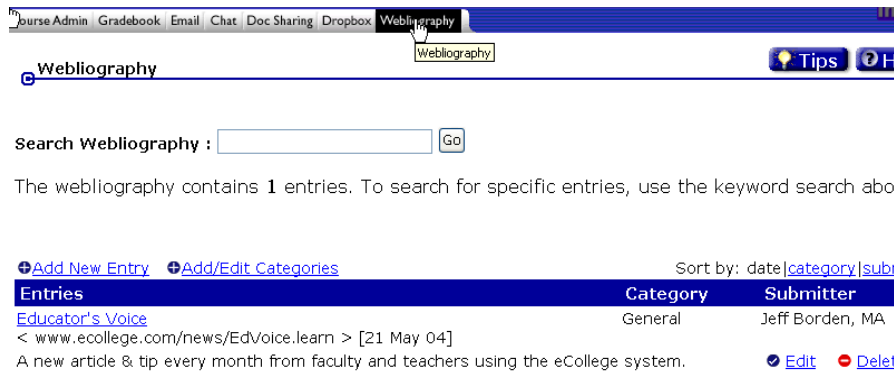 ourse Admin Gradebook Email Chat Doc Sharing Dropbox Webliography
Webliography
Webliography
Tips H
Search Webliography : Go
The webliography contains 1 entries. To search for specific entries, use the keyword search abo
Add New Entry Add/Edit Categories Sort by: date|category|sub
Entries Category Submitter
Educator's Voice General Jeff Borden, MA
< www.ecollege.com/news/EdVoice.learn > [21 May 04]
A new article & tip every month from faculty and teachers using the eCollege system. Edit Delet